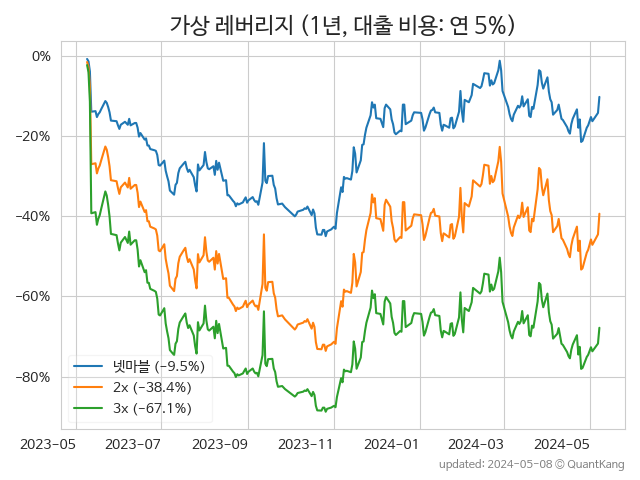 가상 레버리지 (1년, 대출 비용: 연 5%)
0%
−20%
−40%
−60%
−80%
넷마블 (−9.5%)
2x (−38.4%)
3x (−67.1%)
2023-05 2023-07 2023-09 2023-11 2024-01 2024-03 2024-05
updated: 2024-05-08 © QuantKang